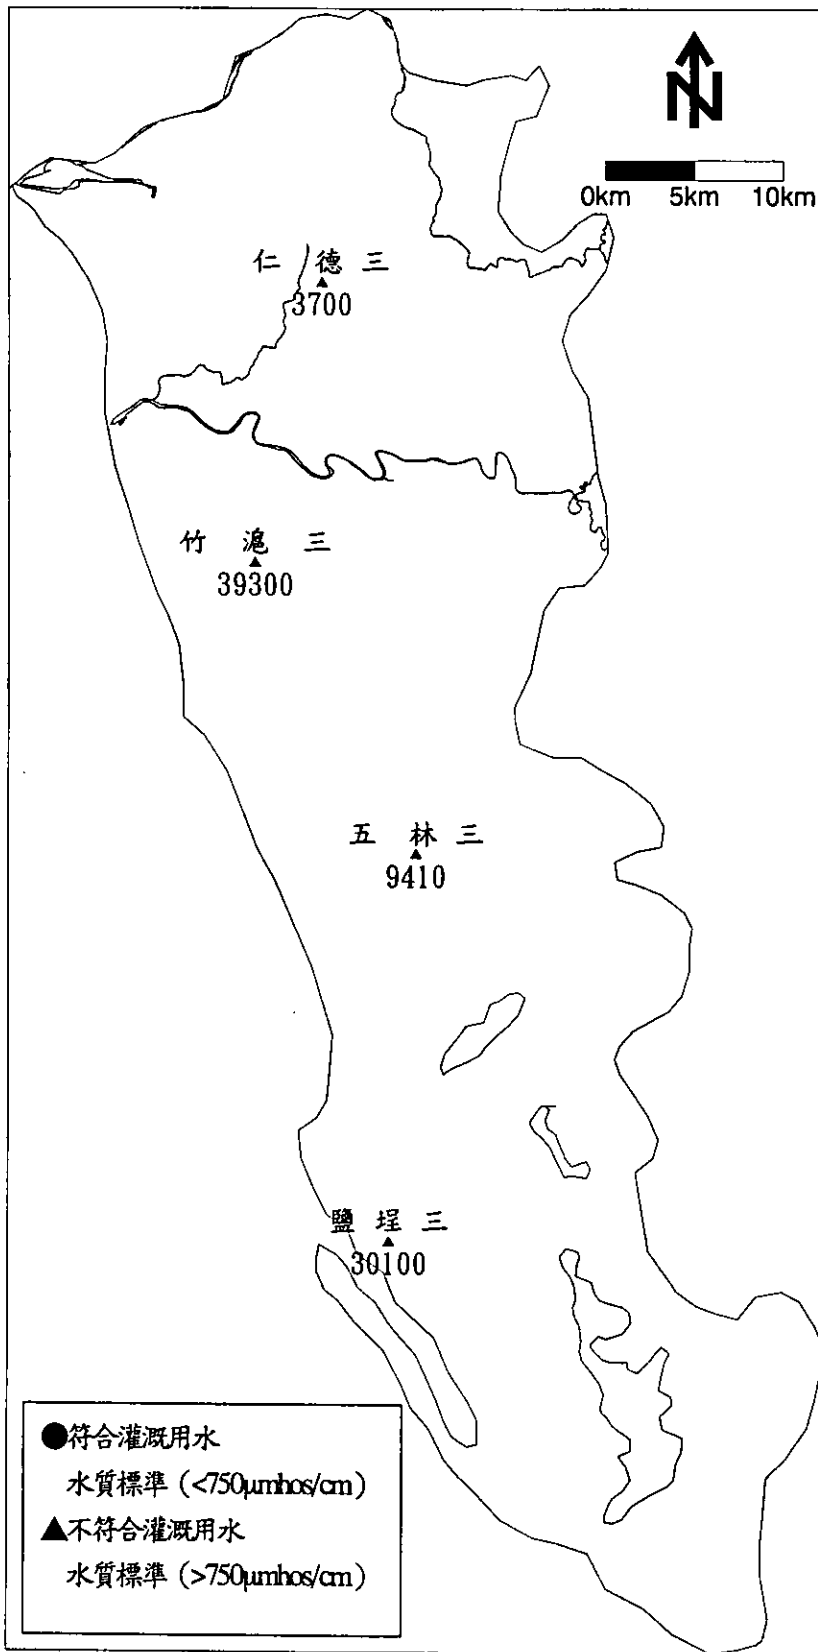 N
0km 5km 10km
仁 德 三
3700
竹 滬 三
39300
五 林 三
9410
鹽 埕 三
30100
●符合灌溉用水
水質標準 (<750μmhos/cm)
▲不符合灌溉用水
水質標準 (>750μmhos/cm)